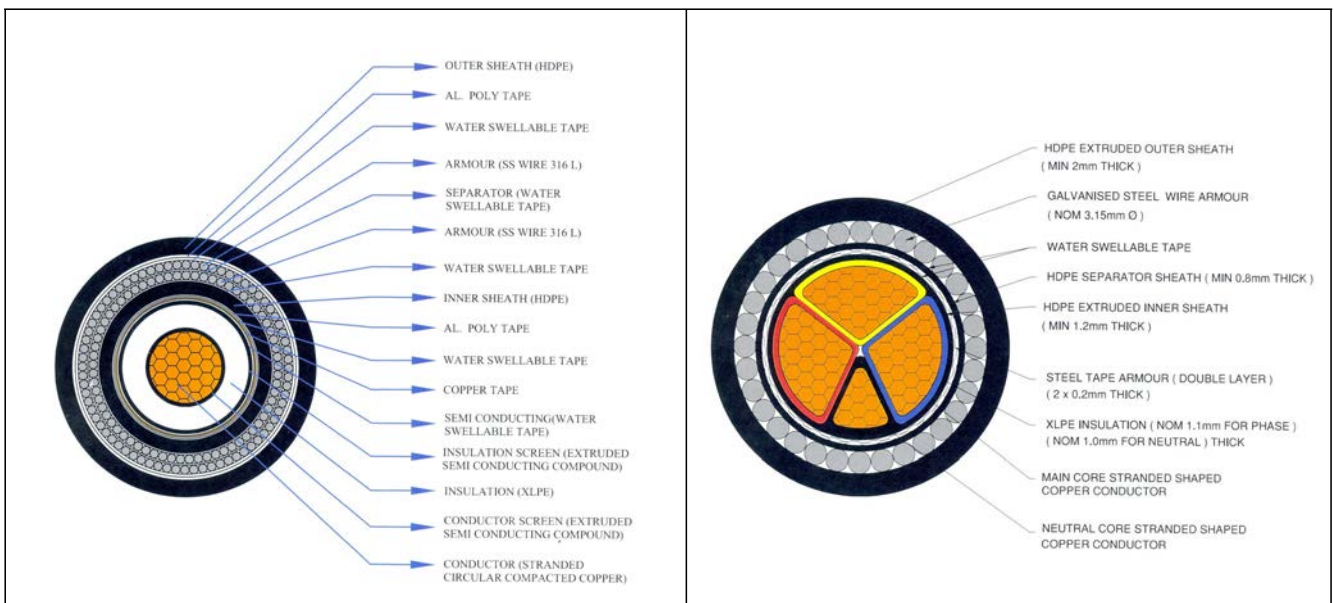 OUTER SHEATH (HDPE)
AL. POLY TAPE
WATER SWELLABLE TAPE
ARMOUR (SS WIRE 316 L)
SEPARATOR (WATER
SWELLABLE TAPE)
ARMOUR (SS WIRE 316 L)
WATER SWELLABLE TAPE
INNER SHEATH (HDPE)
AL. POLY TAPE
WATER SWELLABLE TAPE
COPPER TAPE
SEMI CONDUCTING(WATER
SWELLABLE TAPE)
INSULATION SCREEN (EXTRUDED
SEMI CONDUCTING COMPOUND)
INSULATION (XLPE)
CONDUCTOR SCREEN (EXTRUDED
SEMI CONDUCTING COMPOUND)
CONDUCTOR (STRANDED
CIRCULAR COMPACTED COPPER)
HDPE EXTRUDED OUTER SHEATH
( MIN 2mm THICK )
GALVANISED STEEL WIRE ARMOUR
( NOM 3.15mm Ø )
WATER SWELLABLE TAPE
HDPE SEPARATOR SHEATH ( MIN 0.8mm THICK )
HDPE EXTRUDED INNER SHEATH
( MIN 1.2mm THICK )
STEEL TAPE ARMOUR ( DOUBLE LAYER )
( 2 x 0.2mm THICK )
XLPE INSULATION ( NOM 1.1mm FOR PHASE )
( NOM 1.0mm FOR NEUTRAL ) THICK
MAIN CORE STRANDED SHAPED
COPPER CONDUCTOR
NEUTRAL CORE STRANDED SHAPED
COPPER CONDUCTOR